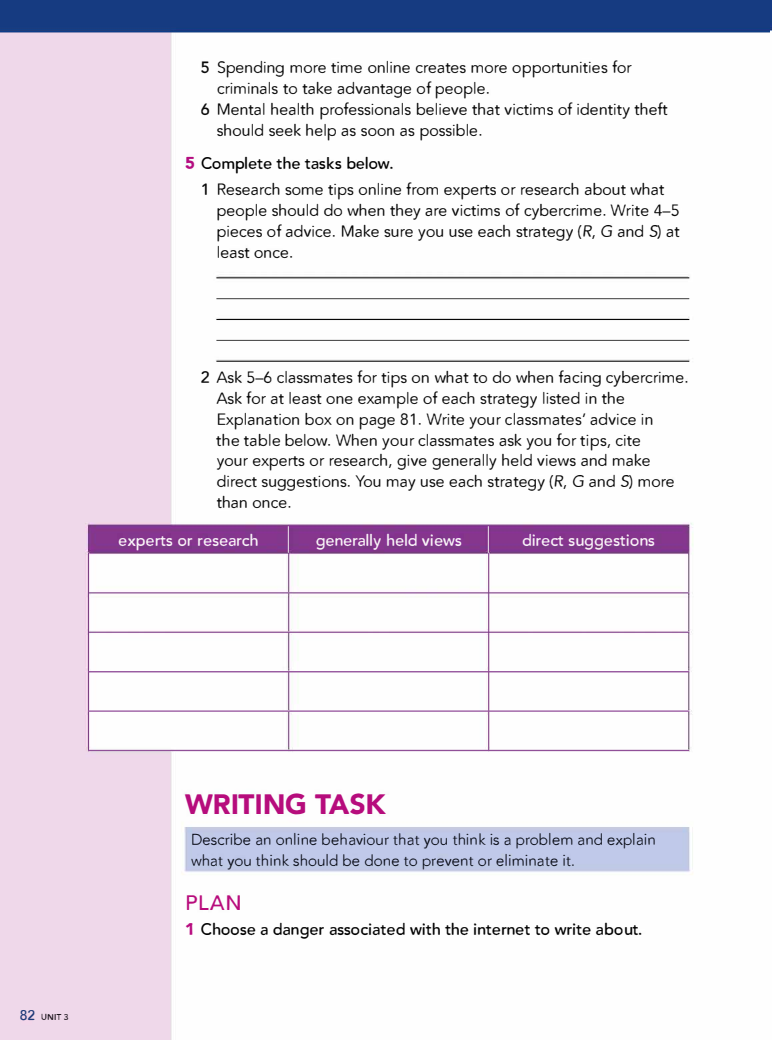 5 Spending more time online creates more opportunities for
criminals to take advantage of people.
6 Mental health professionals believe that victims of identity theft
should seek help as soon as possible.
5 Complete the tasks below.
1 Research some tips online from experts or research about what
people should do when they are victims of cybercrime. Write 4–5
pieces of advice. Make sure you use each strategy (R, G and S) at
least once.
2 Ask 5–6 classmates for tips on what to do when facing cybercrime.
Ask for at least one example of each strategy listed in the
Explanation box on page 81. Write your classmates’ advice in
the table below. When your classmates ask you for tips, cite
your experts or research, give generally held views and make
direct suggestions. You may use each strategy (R, G and S) more
than once.
experts or research generally held views direct suggestions
WRITING TASK
Describe an online behaviour that you think is a problem and explain
what you think should be done to prevent or eliminate it.
PLAN
1 Choose a danger associated with the internet to write about.
82 UNIT 3